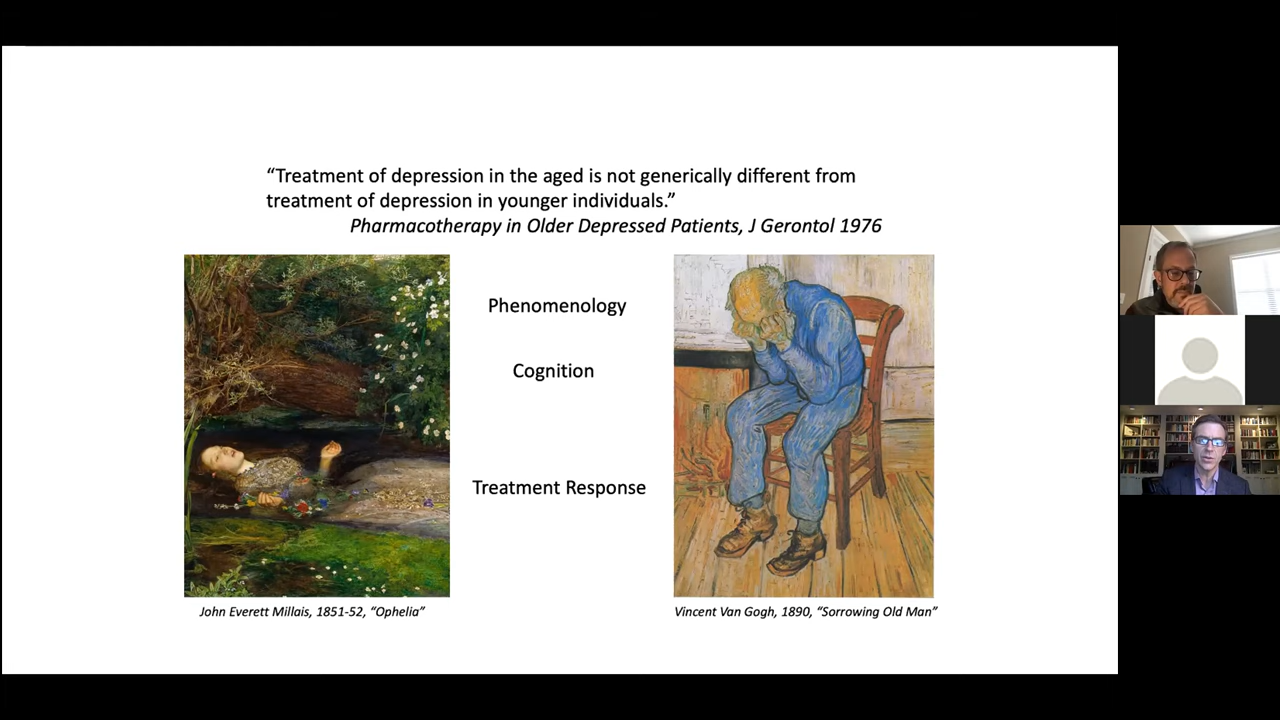 “Treatment of depression in the aged is not generically different from
treatment of depression in younger individuals.”
Pharmacotherapy in Older Depressed Patients, J Gerontol 1976
Phenomenology
Cognition
Treatment Response
John Everett Millais, 1851-52, “Ophelia”
Vincent Van Gogh, 1890, “Sorrowing Old Man”